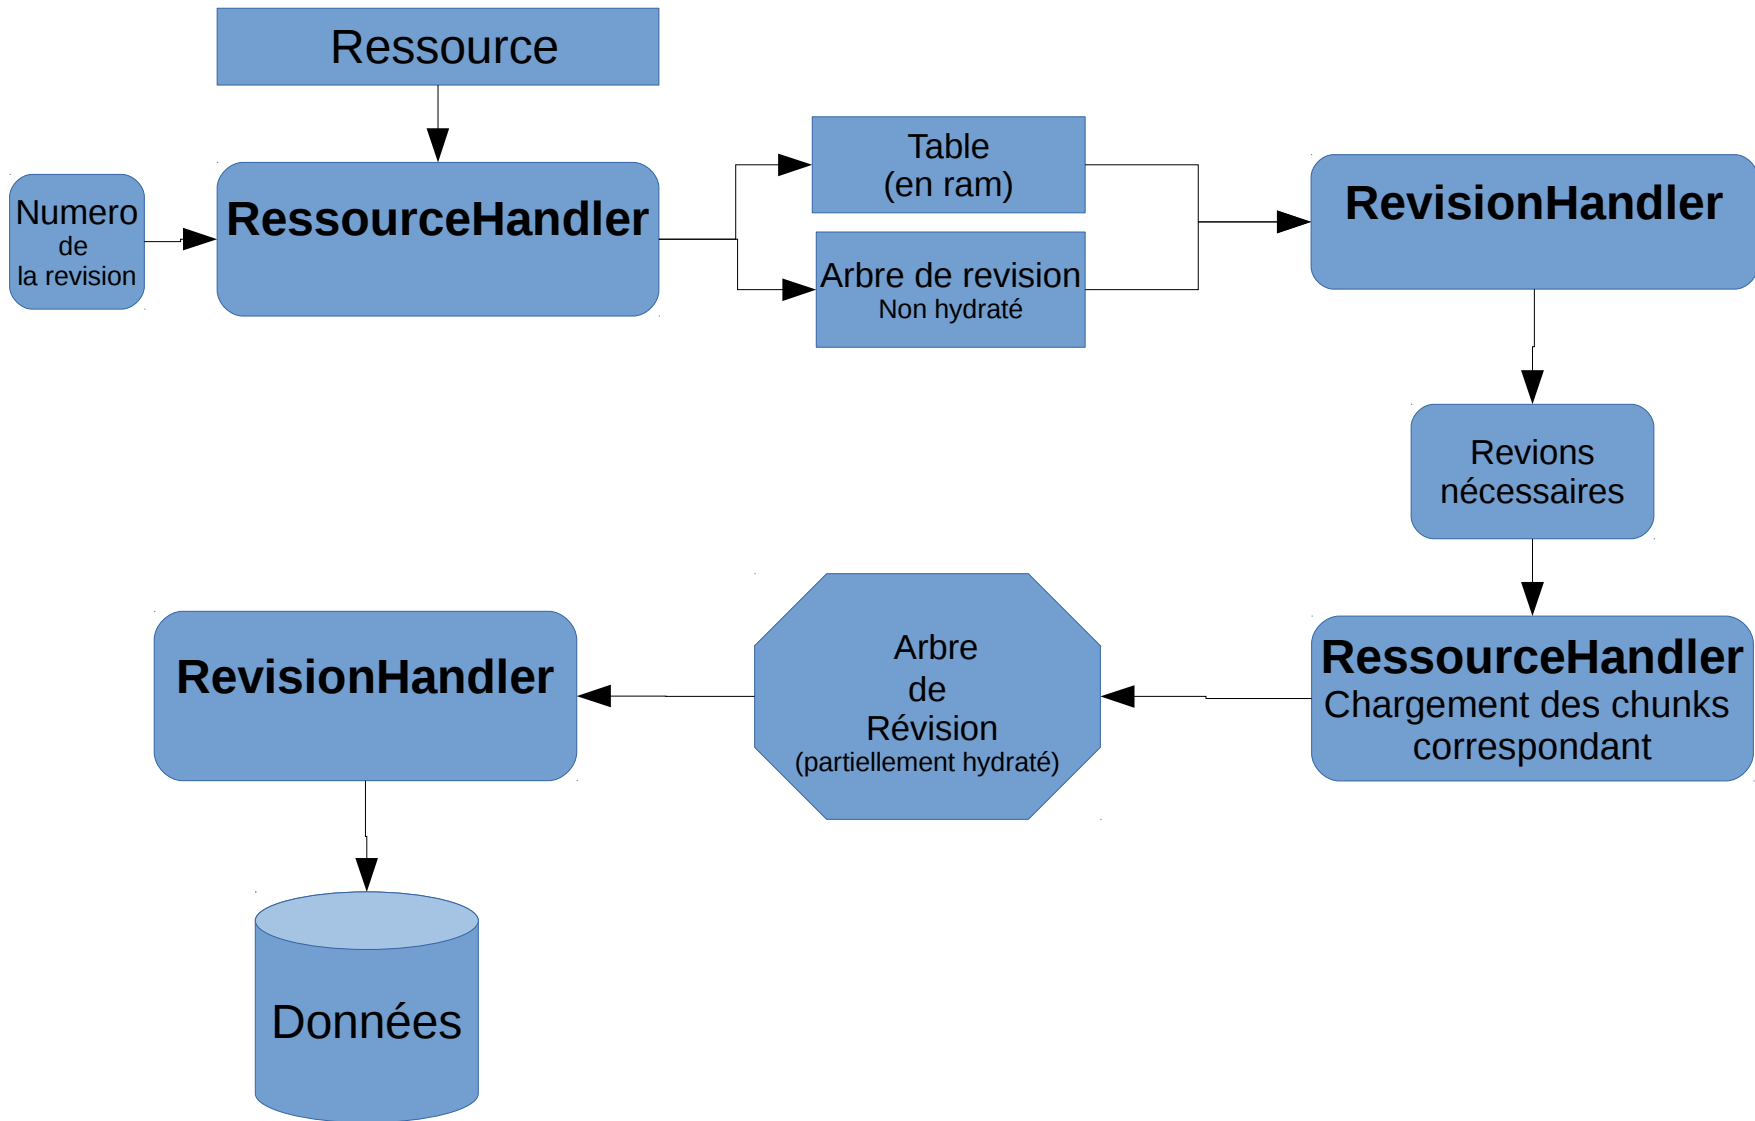 Ressource
Numero
de
la revision
RessourceHandler
Table
(en ram)
Arbre de revision
Non hydraté
RevisionHandler
Revions
nécessaires
RessourceHandler
Chargement des chunks
correspondant
Arbre
de
Révision
(partiellement hydraté)
RevisionHandler
Données